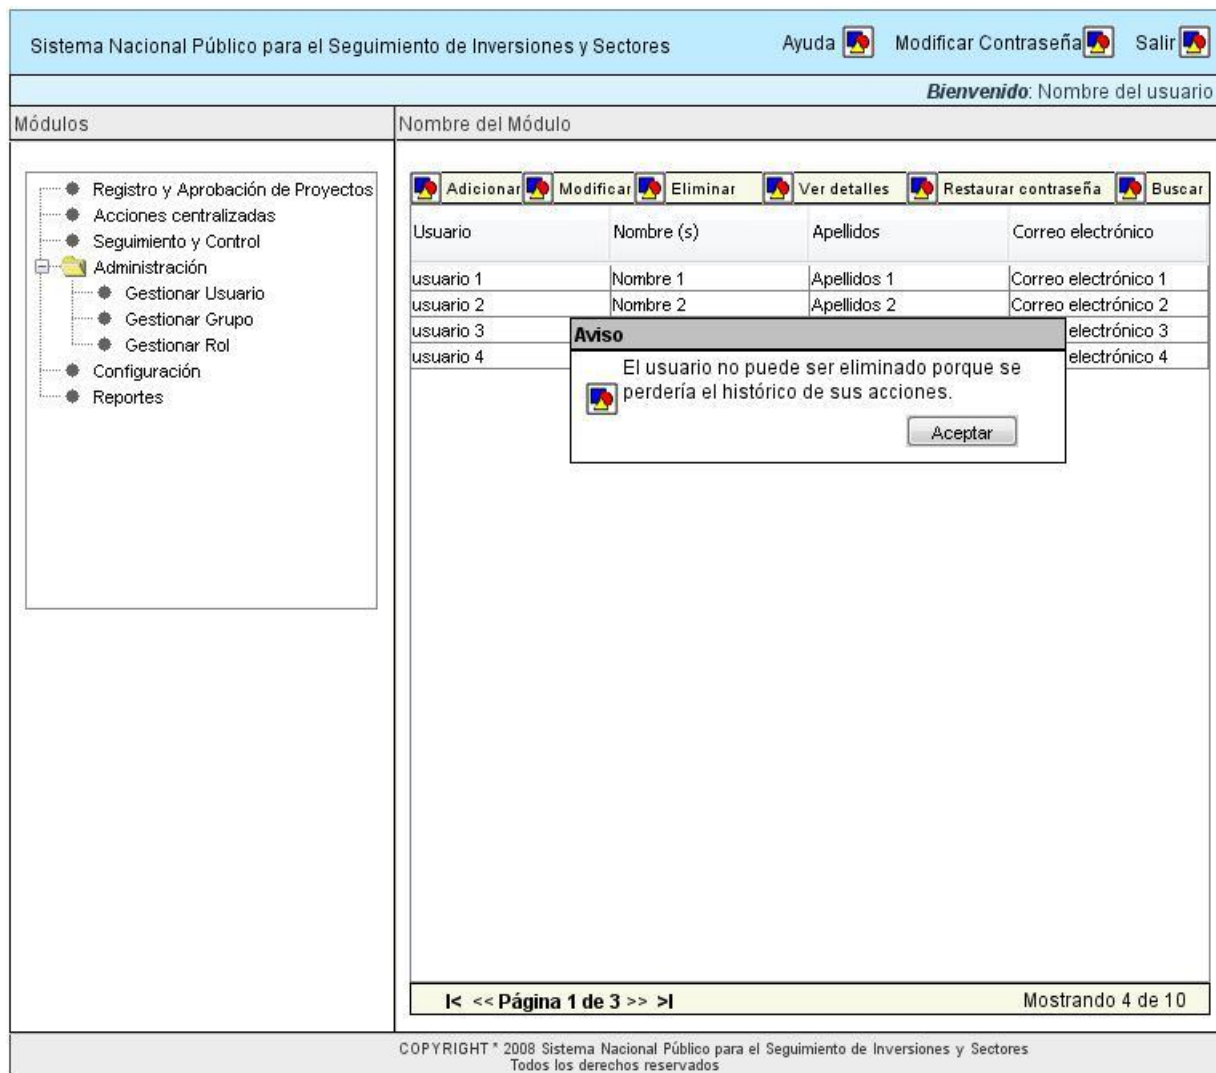 Sistema Nacional Público para el Seguimiento de Inversiones y Sectores Ayuda Modificar Contraseña Salir
Bienvenido: Nombre del usuario
Módulos Nombre del Módulo
Registro y Aprobación de Proyectos
Acciones centralizadas
Seguimiento y Control
Administración
Gestionar Usuario
Gestionar Grupo
Gestionar Rol
Configuración
Reportes
Adicionar Modificar Eliminar Ver detalles Restaurar contraseña Buscar
Usuario Nombre (s) Apellidos Correo electrónico
usuario 1 Nombre 1 Apellidos 1 Correo electrónico 1
usuario 2 Nombre 2 Apellidos 2 Correo electrónico 2
usuario 3 electrónico 3
usuario 4 electrónico 4
Aviso
El usuario no puede ser eliminado porque se
perdería el histórico de sus acciones.
Aceptar
I< << Página 1 de 3 >> >I Mostrando 4 de 10
COPYRIGHT * 2008 Sistema Nacional Público para el Seguimiento de Inversiones y Sectores
Todos los derechos reservados